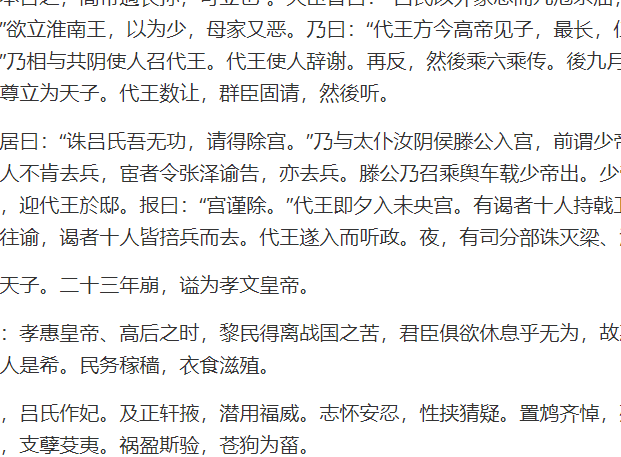 ”欲立淮南王，以为少，母家又恶。乃曰：“代王方今高帝见子，最长，
”乃相与共阴使人召代王。代王使人辞谢。再反，然後乘六乘传。後九月
尊立为天子。代王数让，群臣固请，然後听。
居曰：“诛吕氏吾无功，请得除宫。”乃与太仆汝阴侯滕公入宫，前谓少
人不肯去兵，宦者令张泽谕告，亦去兵。滕公乃召乘舆车载少帝出。少
，迎代王於邸。报曰：“宫谨除。”代王即夕入未央宫。有谒者十人持戟
往谕，谒者十人皆掊兵而去。代王遂入而听政。夜，有司分部诛灭梁、
天子。二十三年崩，谥为孝文皇帝。
：孝惠皇帝、高后之时，黎民得离战国之苦，君臣俱欲休息乎无为，故
人是希。民务稼穑，衣食滋殖。
，吕氏作妃。及正轩掖，潜用福威。志怀安忍，性挟猜疑。置鸩齐悼，
，支孽芟夷。祸盈斯验，苍狗为菑。